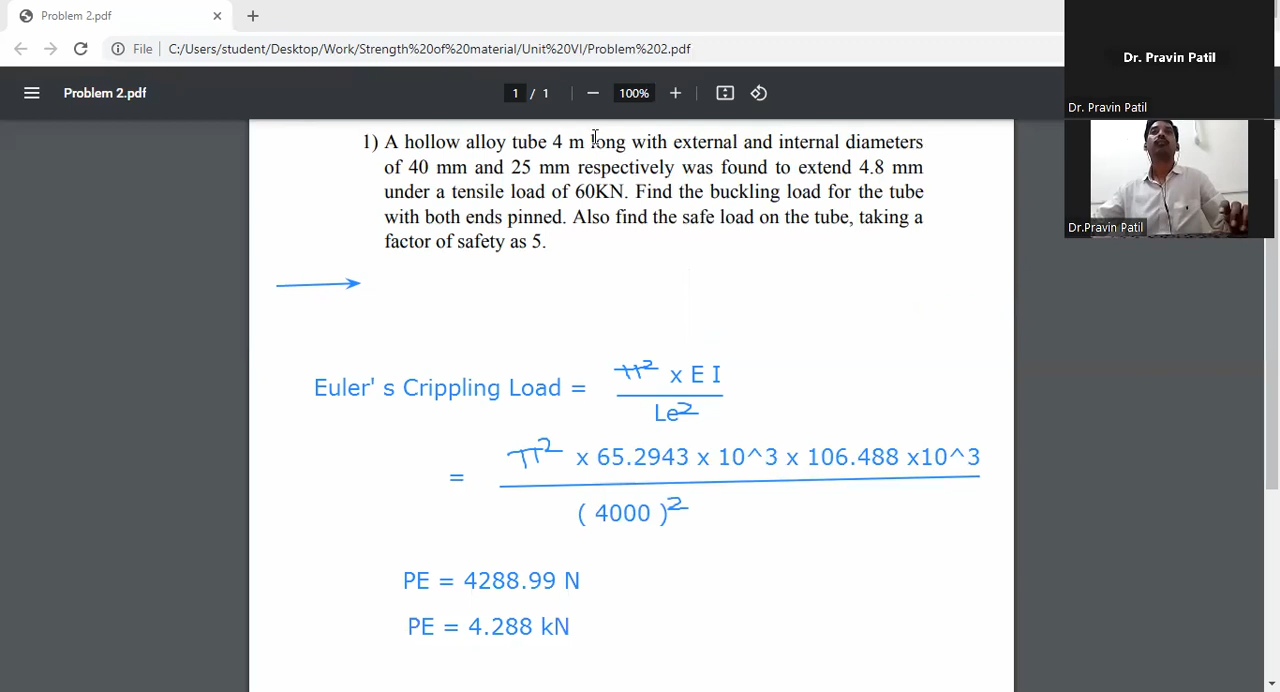 Problem 2.pdf
File C:/Users/student/Desktop/Work/Strength%20of%20material/Unit%20VI/Problem%202.pdf
Problem 2.pdf
1 / 1
100%
Dr. Pravin Patil
Dr. Pravin Patil
Dr.Pravin Patil
1) A hollow alloy tube 4 m long with external and internal diameters
of 40 mm and 25 mm respectively was found to extend 4.8 mm
under a tensile load of 60KN. Find the buckling load for the tube
with both ends pinned. Also find the safe load on the tube, taking a
factor of safety as 5.
Euler' s Crippling Load = π² x E I
Le²
= π² x 65.2943 x 10^3 x 106.488 x10^3
( 4000 )²
PE = 4288.99 N
PE = 4.288 kN